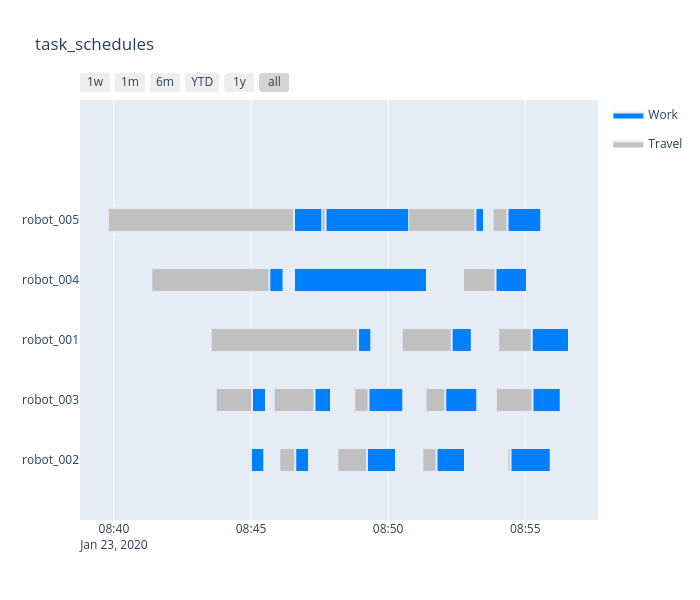 task_schedules
1w 1m 6m YTD 1y all
Work
Travel
robot_005
robot_004
robot_001
robot_003
robot_002
08:40 08:45 08:50 08:55
Jan 23, 2020